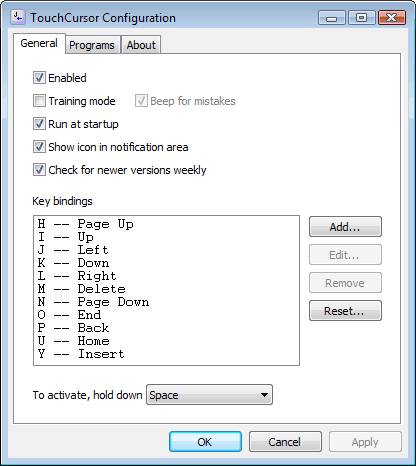 TouchCursor Configuration
General Programs About
Enabled
Training mode Beep for mistakes
Run at startup
Show icon in notification area
Check for newer versions weekly
Key bindings
H -- Page Up
I -- Up
J -- Left
K -- Down
L -- Right
M -- Delete
N -- Page Down
O -- End
P -- Back
U -- Home
Y -- Insert
Add...
Edit...
Remove
Reset...
To activate, hold down Space
OK Cancel Apply